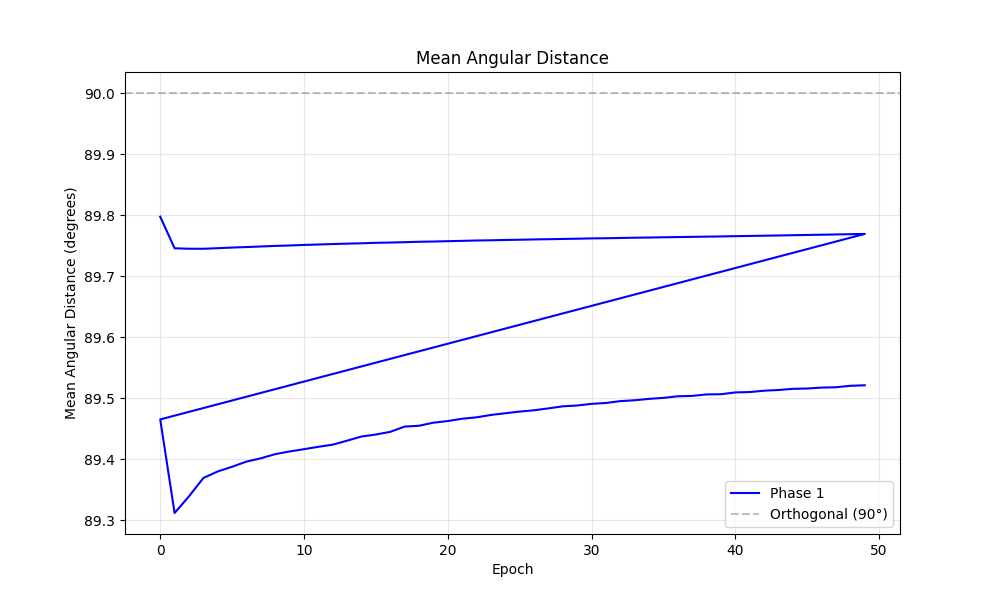 Mean Angular Distance
Mean Angular Distance (degrees)
90.0
89.9
89.8
89.7
89.6
89.5
89.4
89.3
0 10 20 30 40 50
Epoch
Phase 1
Orthogonal (90°)